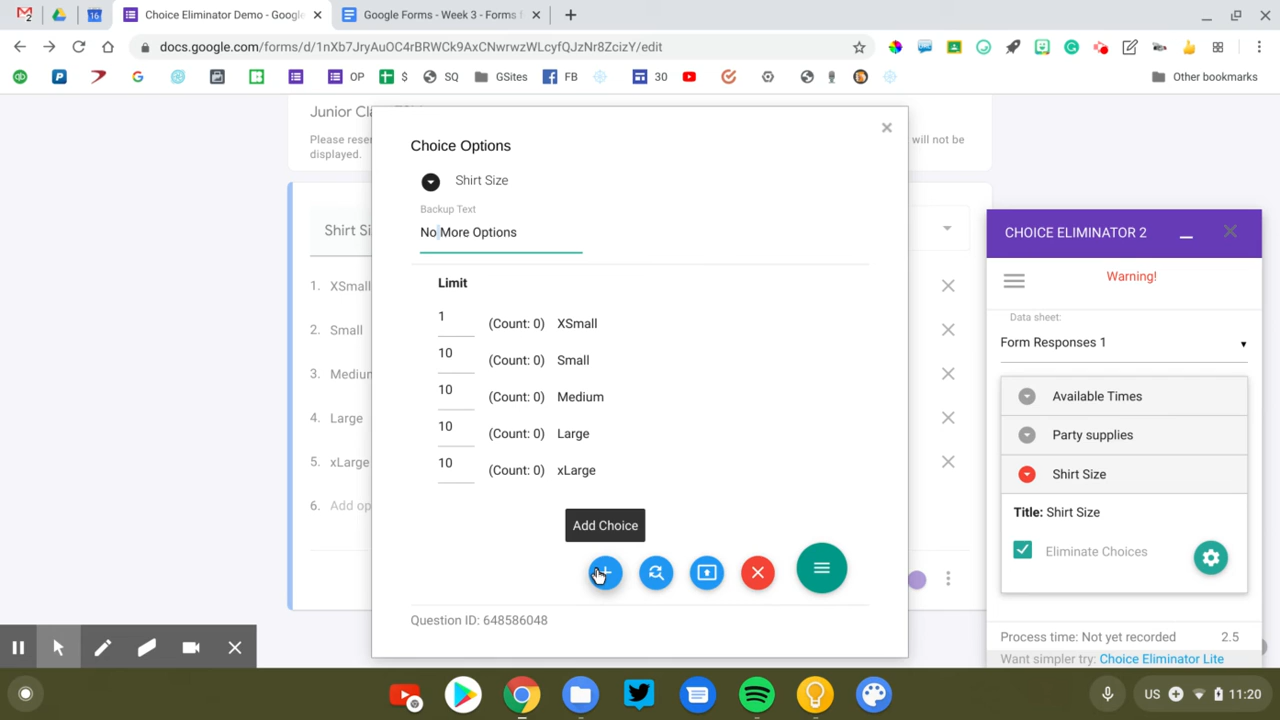 Choice Eliminator Demo - Google
Google Forms - Week 3 - Forms
docs.google.com/forms/d/1nXb7JryAuOC4rBRWCk9AxCNwrwzWLcyfQJzNr8ZcizY/edit
OP
$
SQ
GSites
FB
30
Other bookmarks
Junior Cla
Please reser
will not be
displayed.
Shirt Si
1. XSmall
2. Small
3. Medium
4. Large
5. xLarge
6. Add op
Choice Options
Shirt Size
Backup Text
No More Options
Limit
1 (Count: 0) XSmall
10 (Count: 0) Small
10 (Count: 0) Medium
10 (Count: 0) Large
10 (Count: 0) xLarge
Add Choice
Question ID: 648586048
CHOICE ELIMINATOR 2
Warning!
Data sheet:
Form Responses 1
Available Times
Party supplies
Shirt Size
Title: Shirt Size
Eliminate Choices
Process time: Not yet recorded 2.5
Want simpler try: Choice Eliminator Lite
US
11:20